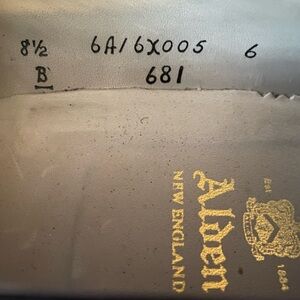 8½ 6A16X005 6
B 681
Alden
NEW ENGLAND
Est
1884